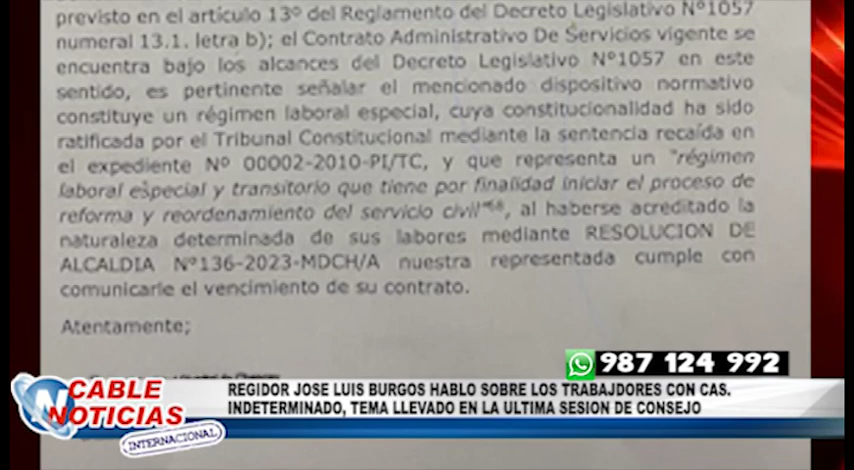 previsto en el artículo 13º del Reglamento del Decreto Legislativo Nº1057
numeral 13.1. letra b); el Contrato Administrativo De Servicios vigente se
encuentra bajo los alcances del Decreto Legislativo Nº1057 en este
sentido, es pertinente señalar el mencionado dispositivo normativo
constituye un régimen laboral especial, cuya constitucionalidad ha sido
ratificada por el Tribunal Constitucional mediante la sentencia recaída en
el expediente Nº 00002-2010-PI/TC, y que representa un "régimen
laboral especial y transitorio que tiene por finalidad iniciar el proceso de
reforma y reordenamiento del servicio civil", al haberse acreditado la
naturaleza determinada de sus labores mediante RESOLUCION DE
ALCALDIA Nº136-2023-MDCH/A nuestra representada cumple con
comunicarle el vencimiento de su contrato.
Atentamente;
987 124 992
CABLE
NOTICIAS
INTERNACIONAL
REGIDOR JOSE LUIS BURGOS HABLO SOBRE LOS TRABAJDORES CON CAS.
INDETERMINADO, TEMA LLEVADO EN LA ULTIMA SESION DE CONSEJO